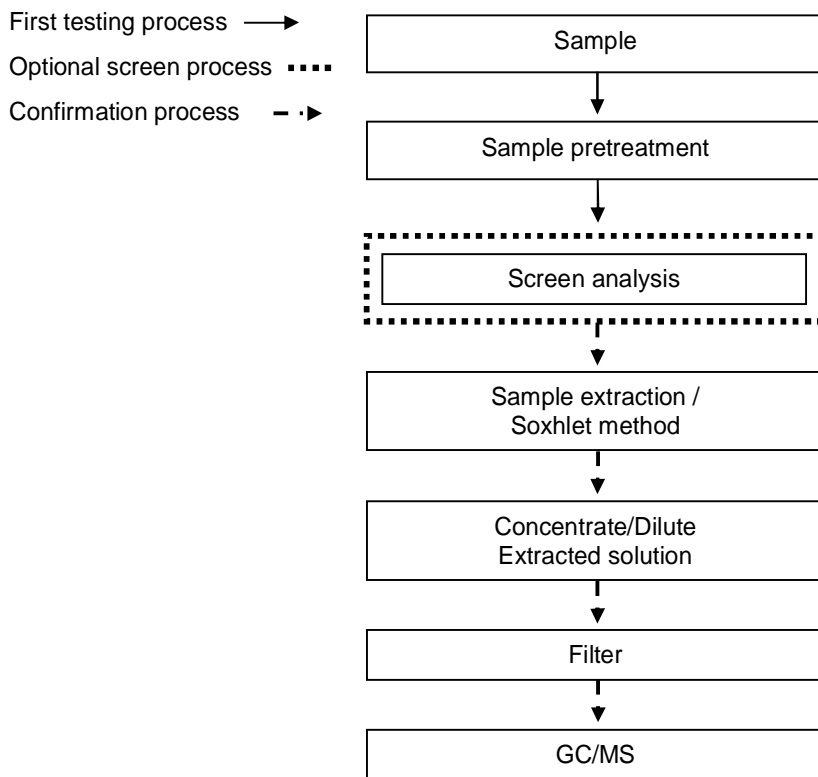 First testing process
Optional screen process
Confirmation process
Sample
Sample pretreatment
Screen analysis
Sample extraction /
Soxhlet method
Concentrate/Dilute
Extracted solution
Filter
GC/MS